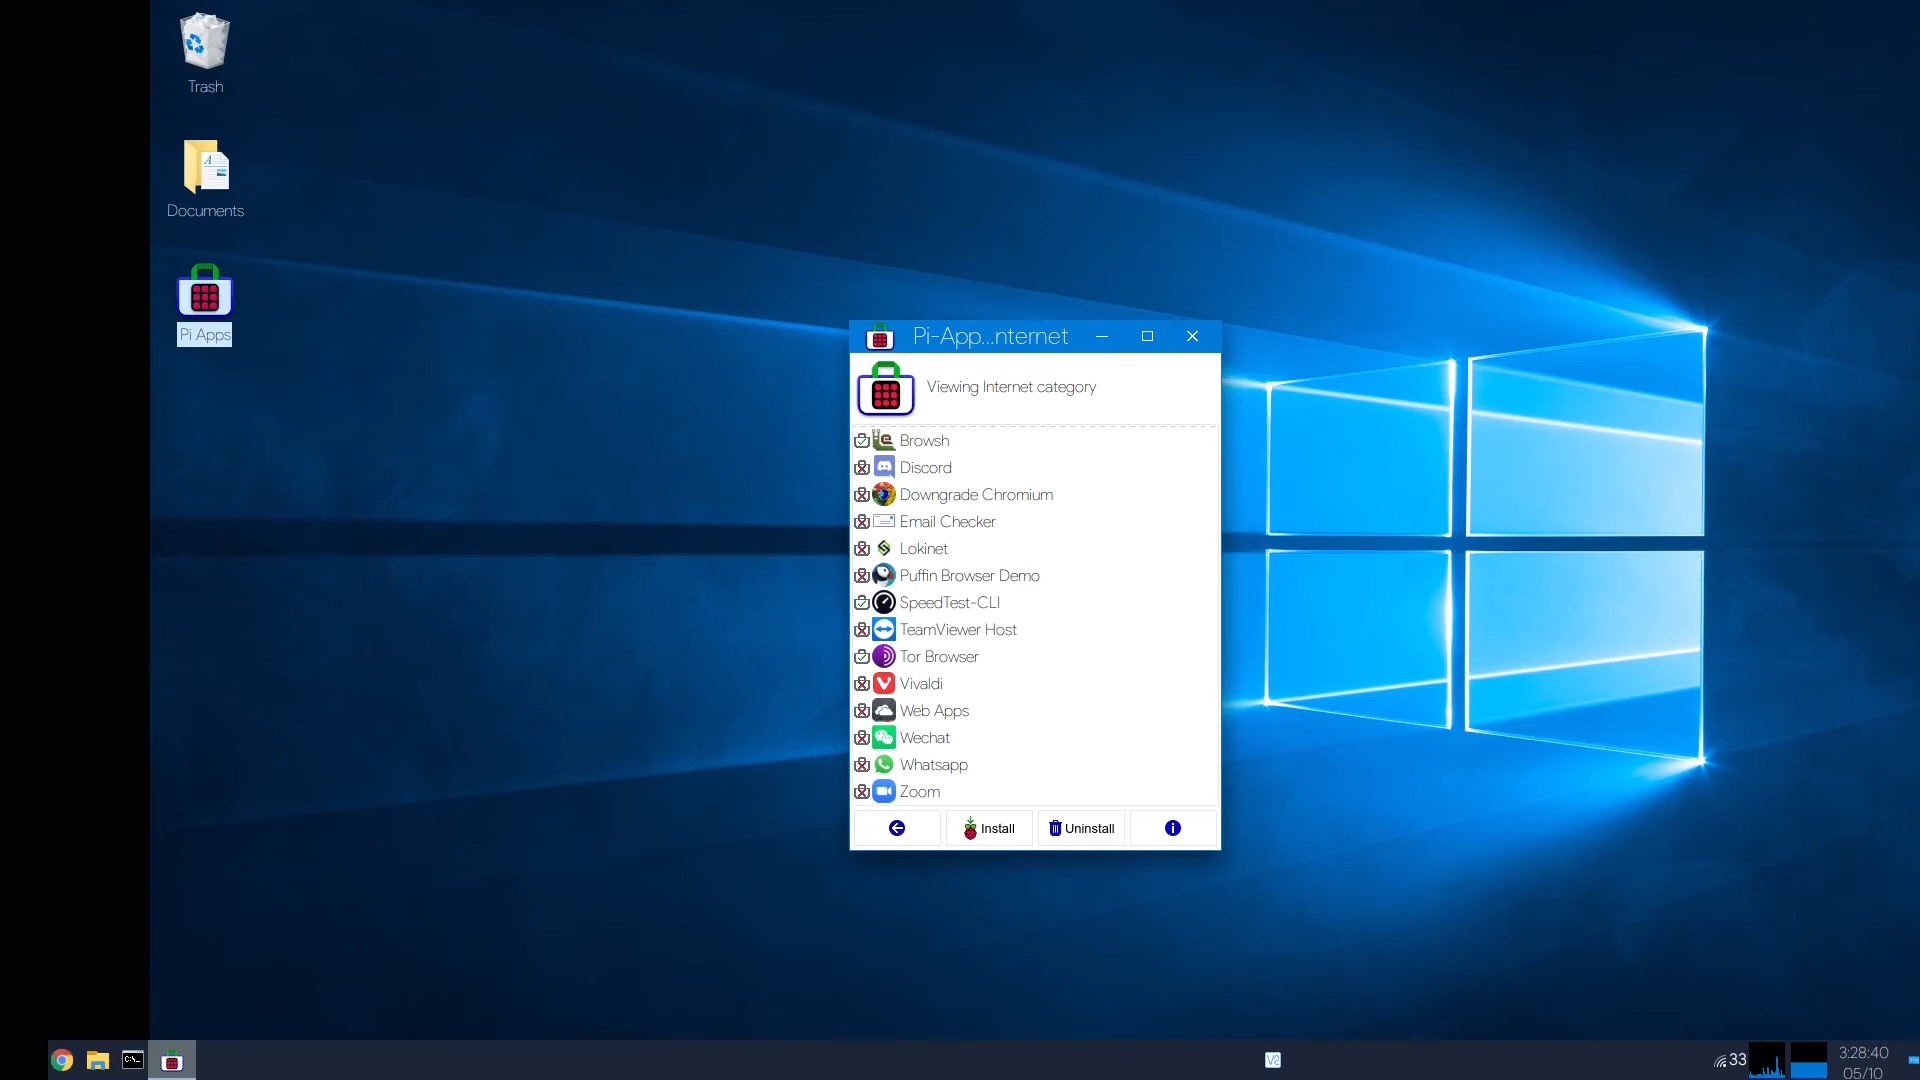 Trash
Documents
Pi Apps
Pi-App...nternet
Viewing Internet category
Browsh
Discord
Downgrade Chromium
Email Checker
Lokinet
Puffin Browser Demo
SpeedTest-CLI
TeamViewer Host
Tor Browser
Vivaldi
Web Apps
Wechat
Whatsapp
Zoom
Install
Uninstall
33
3:28:40
05/10